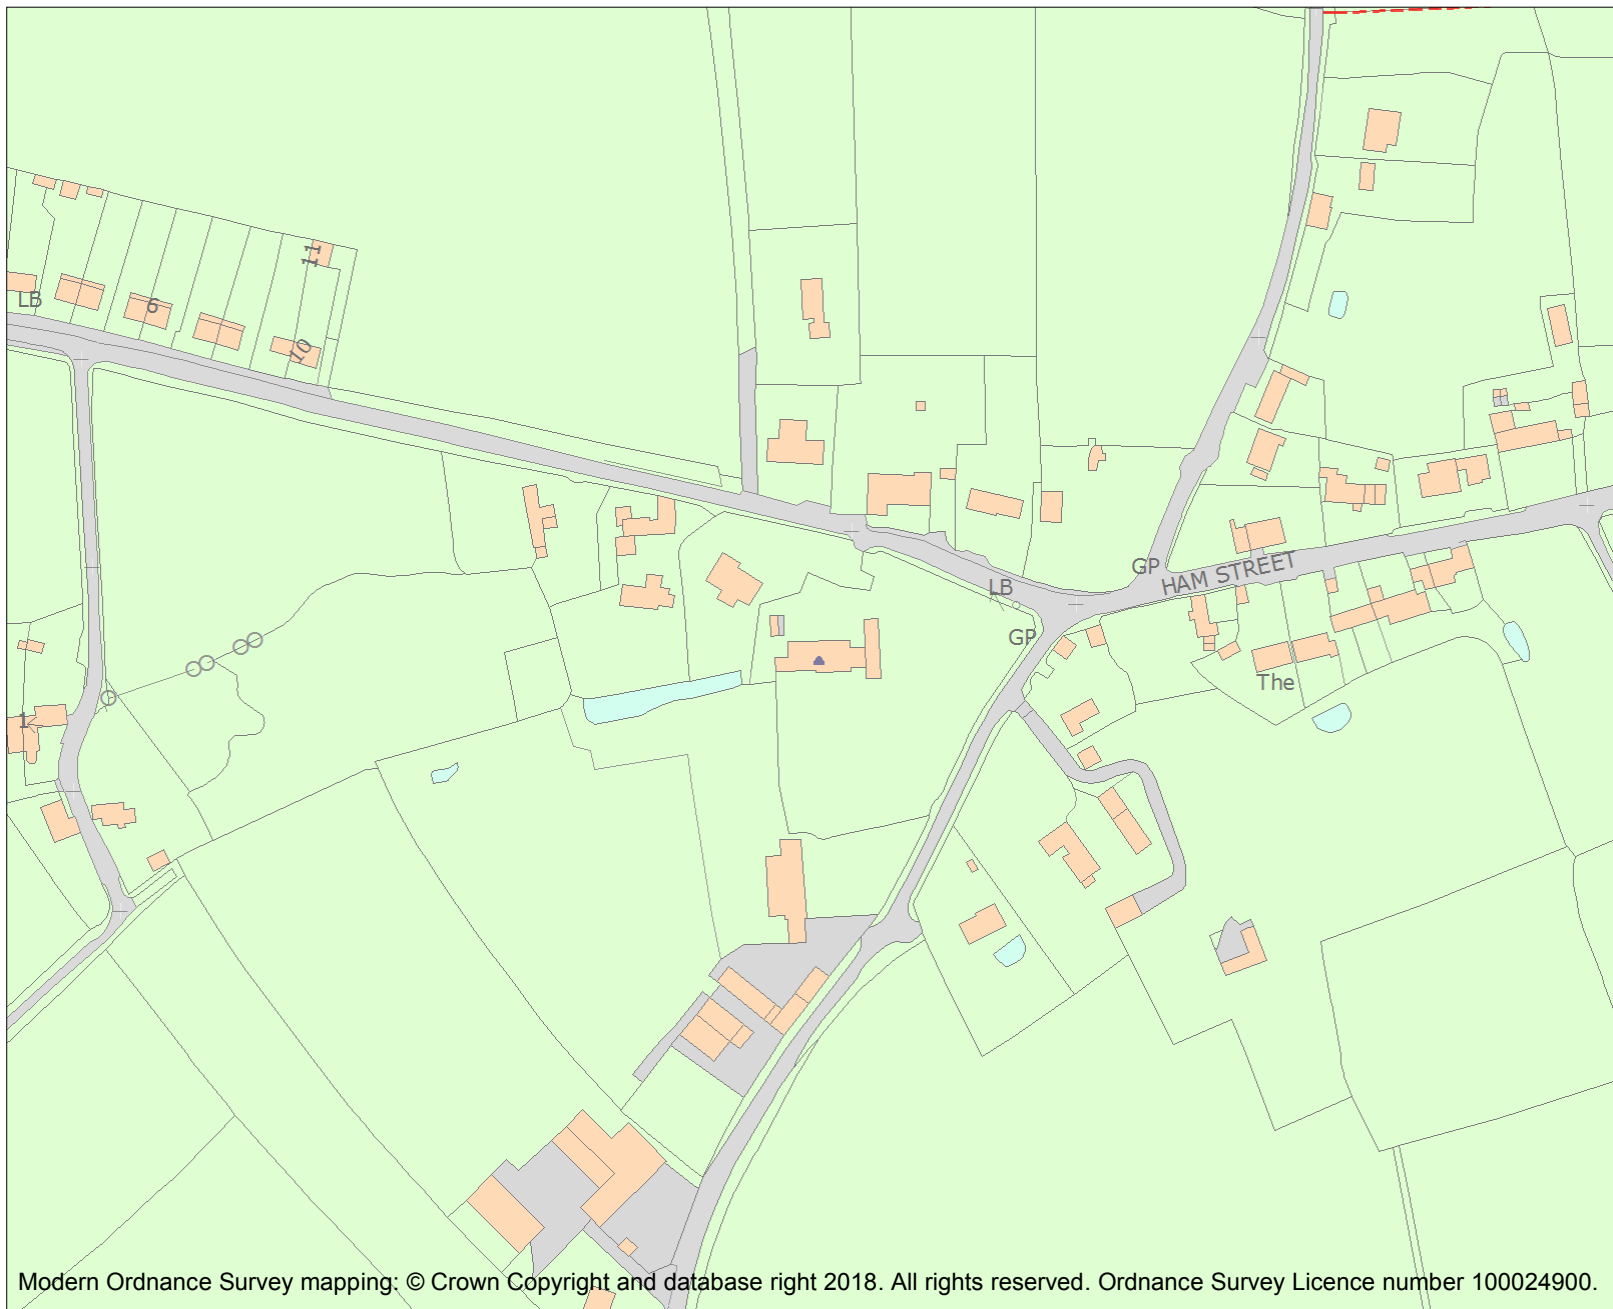 11
LB
6
10
GP
HAM STREET
LB
GP
The
1
Modern Ordnance Survey mapping: © Crown Copyright and database right 2018. All rights reserved. Ordnance Survey Licence number 100024900.